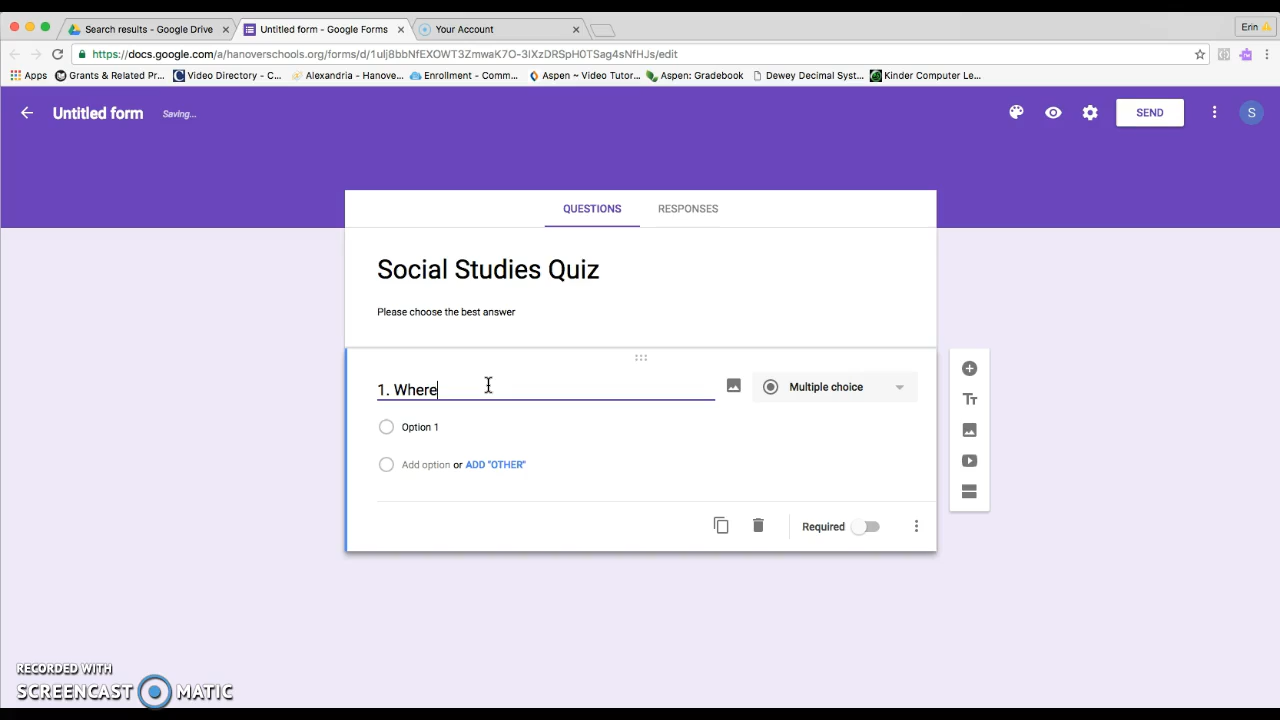 Search results - Google Drive
Untitled form - Google Forms
Your Account
Erin
https://docs.google.com/a/hanoverschools.org/forms/d/1ulj8bbNfEXOWT3ZmwaK7O-3IXzDRSpH0TSag4sNfHJs/edit
Apps
Grants & Related Pr...
Video Directory - C...
Alexandria - Hanove...
Enrollment - Comm...
Aspen ~ Video Tutor...
Aspen: Gradebook
Dewey Decimal Syst...
Kinder Computer Le...
Untitled form
Saving...
SEND
S
QUESTIONS
RESPONSES
Social Studies Quiz
Please choose the best answer
1. Where
Multiple choice
Option 1
Add option or ADD "OTHER"
Required
RECORDED WITH
SCREENCAST MATIC